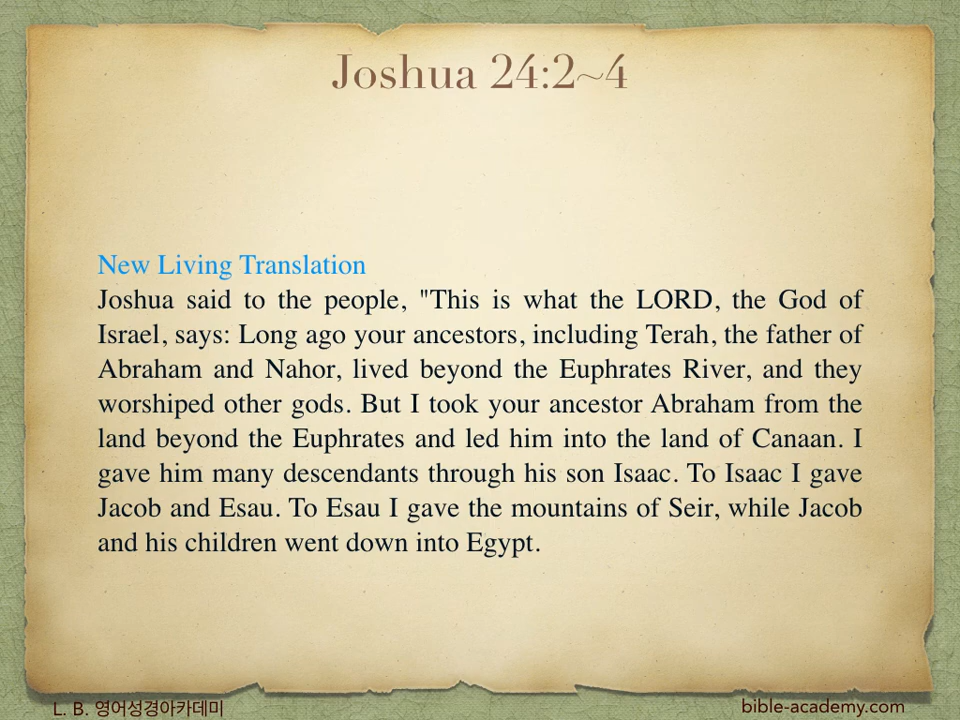 Joshua 24:2~4
New Living Translation
Joshua said to the people, "This is what the LORD, the God of
Israel, says: Long ago your ancestors, including Terah, the father of
Abraham and Nahor, lived beyond the Euphrates River, and they
worshiped other gods. But I took your ancestor Abraham from the
land beyond the Euphrates and led him into the land of Canaan. I
gave him many descendants through his son Isaac. To Isaac I gave
Jacob and Esau. To Esau I gave the mountains of Seir, while Jacob
and his children went down into Egypt.
L. B. 영어성경아카데미
bible-academy.com